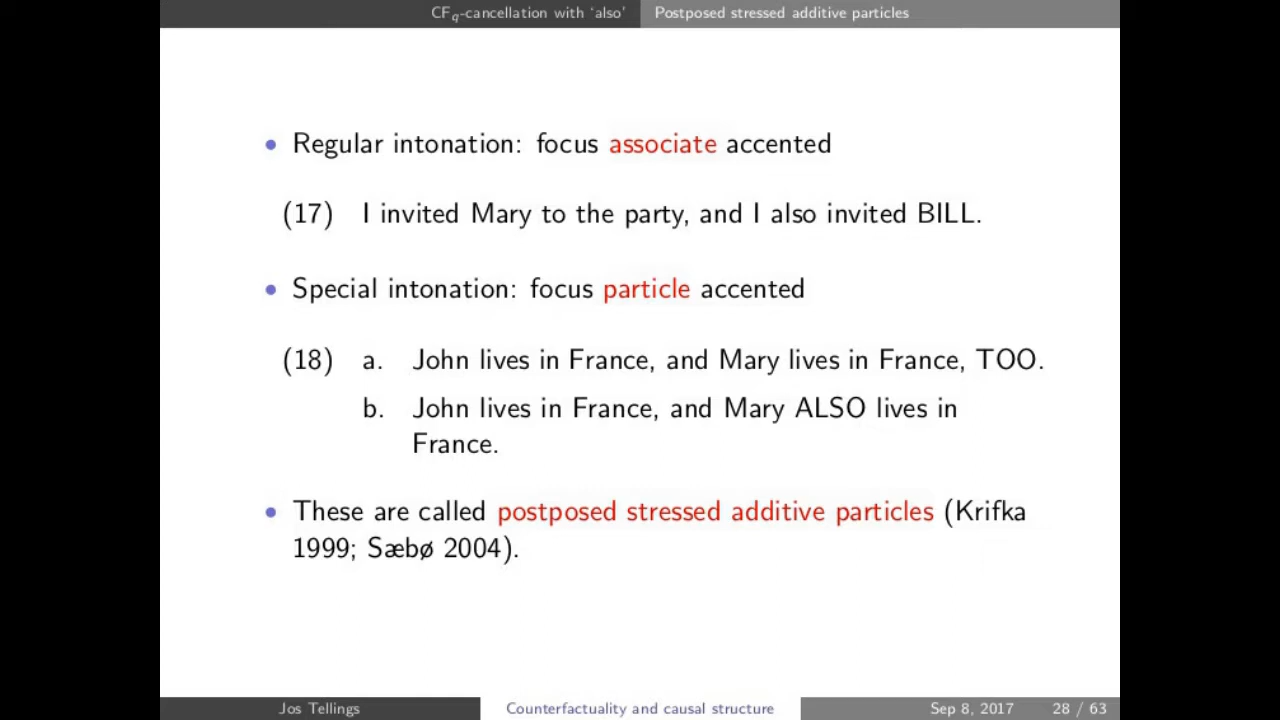 CFq-cancellation with ‘also’ Postposed stressed additive particles
• Regular intonation: focus associate accented
(17) I invited Mary to the party, and I also invited BILL.
• Special intonation: focus particle accented
(18) a. John lives in France, and Mary lives in France, TOO.
b. John lives in France, and Mary ALSO lives in
France.
• These are called postposed stressed additive particles (Krifka
1999; Sæbø 2004).
Jos Tellings Counterfactuality and causal structure Sep 8, 2017 28 / 63